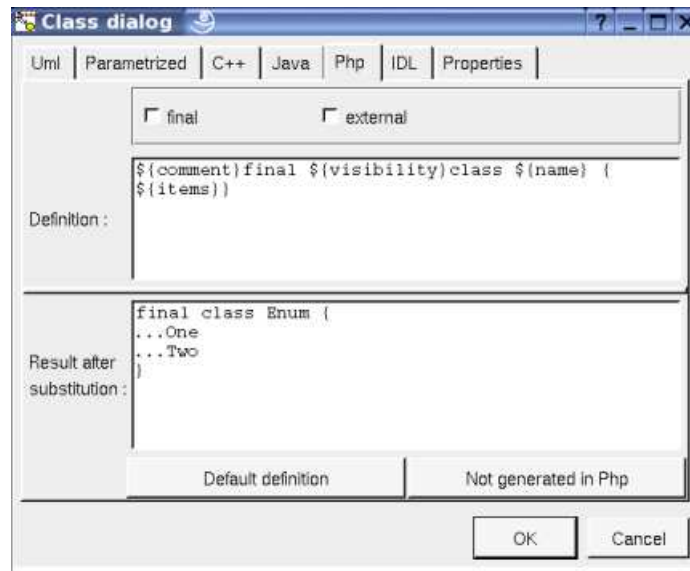 Class dialog
Uml Parametrized C++ Java Php IDL Properties
final external
Definition :
${comment}final ${visibility}class ${name} {
${items}}
Result after
substitution :
final class Enum {
...One
...Two
}
Default definition Not generated in Php
OK Cancel